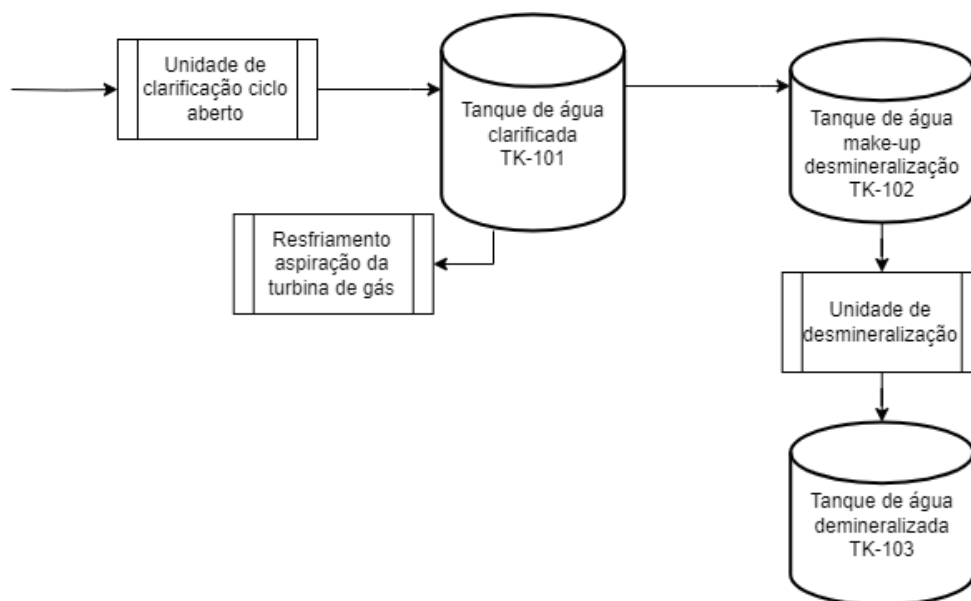 Unidade de
clarificação ciclo
aberto
Tanque de água
clarificada
TK-101
Tanque de água
make-up
desmineralização
TK-102
Resfriamento
aspiração da
turbina de gás
Unidade de
desmineralização
Tanque de água
demineralizada
TK-103